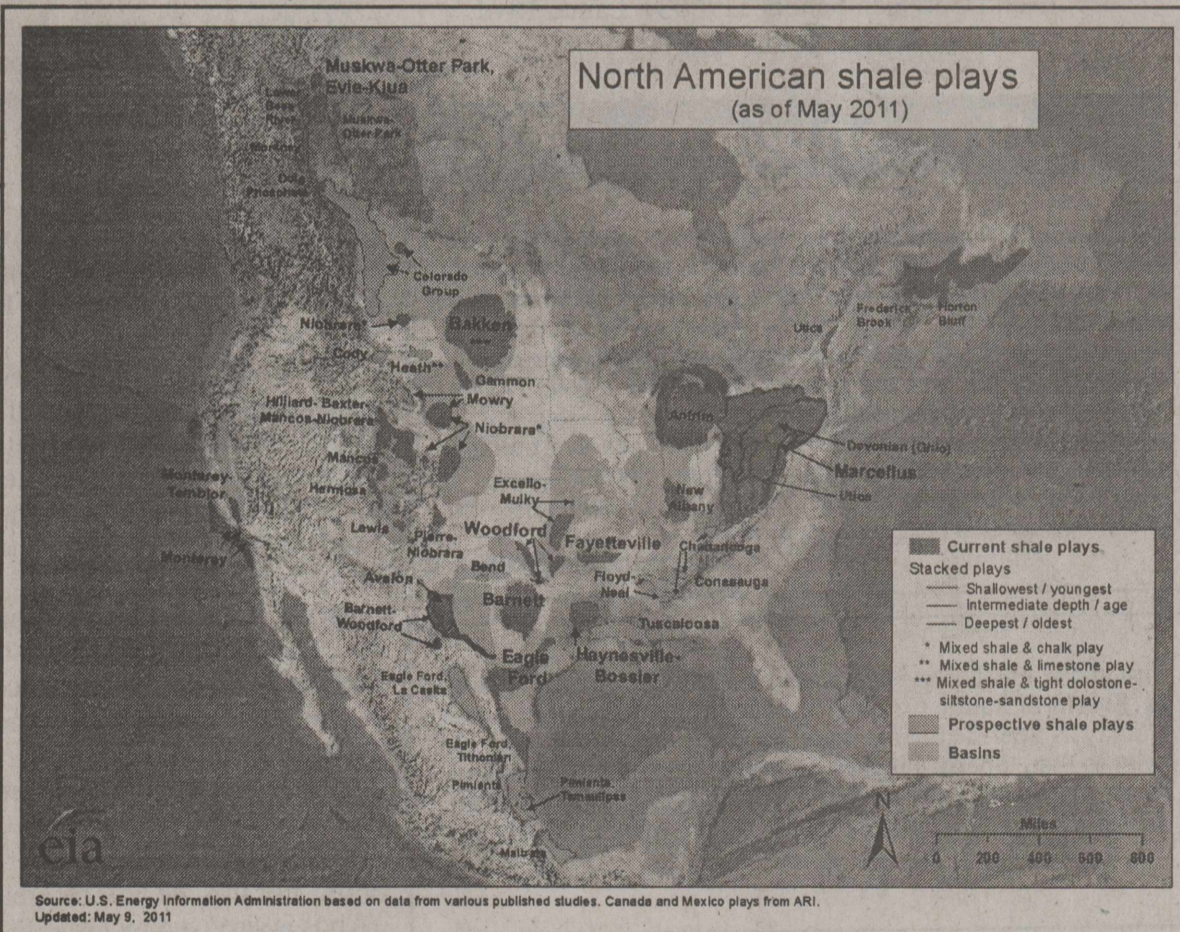 North American shale plays
(as of May 2011)
Muskwa-Otter Park,
Evie-Klua
Muskwa-
Otter Park
Montney
Doig
Phosphate
Colorado
Group
Niobrara*
Bakken
***
Cody
Heath**
Gammon
Mowry
Hilliard-Baxter-
Mancos-Niobrara
Niobrara*
Mancos
Hermosa
Monterey-
Temblor
Monterey
Lewis
Pierre-
Niobrara
Excello-
Mulky
Woodford
Fayetteville
Bend
Avalon
Barnett
Barnett-
Woodford
Eagle
Ford
Haynesville-
Bossier
Eagle Ford,
La Casita
Eagle Ford,
Tithonian
Pimienta
Pimienta,
Tamaulipas
Maltrata
Antrim
New
Albany
Devonian (Ohio)
Marcellus
Utica
Utica
Frederick
Brook
Horton
Bluff
Chattanooga
Floyd-
Neal
Conasauga
Tuscaloosa
Current shale plays
Stacked plays
Shallowest / youngest
Intermediate depth / age
Deepest / oldest
* Mixed shale & chalk play
** Mixed shale & limestone play
*** Mixed shale & tight dolostone-
siltstone-sandstone play
Prospective shale plays
Basins
N
Miles
0 200 400 600 800
eia
Source: U.S. Energy Information Administration based on data from various published studies. Canada and Mexico plays from ARI.
Updated: May 9, 2011